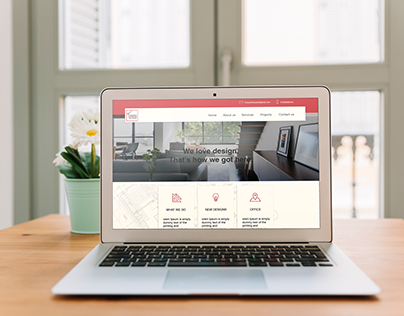 Home About us Services Projects Contact us
We love design,
That's how we got here
WHAT WE DO NEW DESIGNS OFFICE
lorem Ipsum is simply lorem Ipsum is simply lorem Ipsum is simply
dummy text of the dummy text of the dummy text of the
printing and printing and printing and